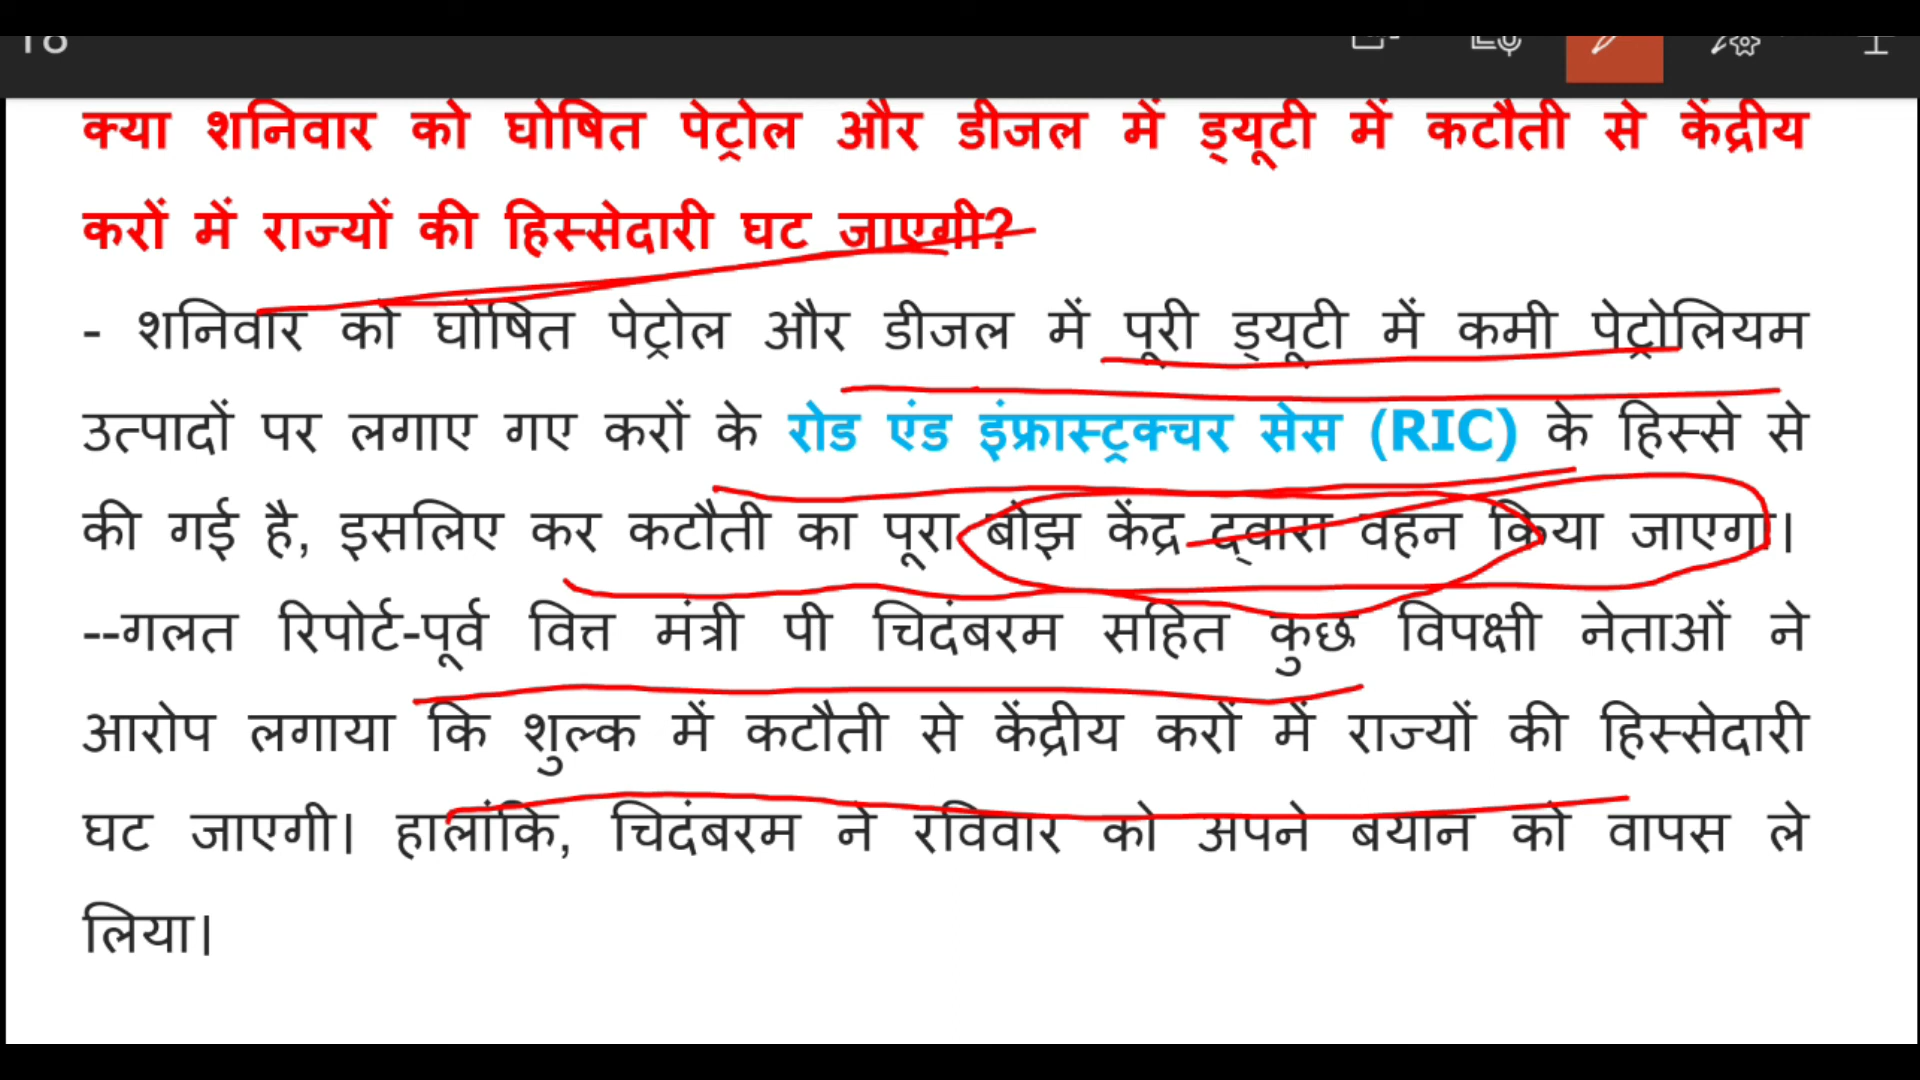 18
क्या शनिवार को घोषित पेट्रोल और डीजल में ड्यूटी में कटौती से केंद्रीय
करों में राज्यों की हिस्सेदारी घट जाएगी?
- शनिवार को घोषित पेट्रोल और डीजल में पूरी ड्यूटी में कमी पेट्रोलियम
उत्पादों पर लगाए गए करों के रोड एंड इंफ्रास्ट्रक्चर सेस (RIC) के हिस्से से
की गई है, इसलिए कर कटौती का पूरा बोझ केंद्र द्वारा वहन किया जाएगा।
--गलत रिपोर्ट-पूर्व वित्त मंत्री पी चिदंबरम सहित कुछ विपक्षी नेताओं ने
आरोप लगाया कि शुल्क में कटौती से केंद्रीय करों में राज्यों की हिस्सेदारी
घट जाएगी। हालांकि, चिदंबरम ने रविवार को अपने बयान को वापस ले
लिया।